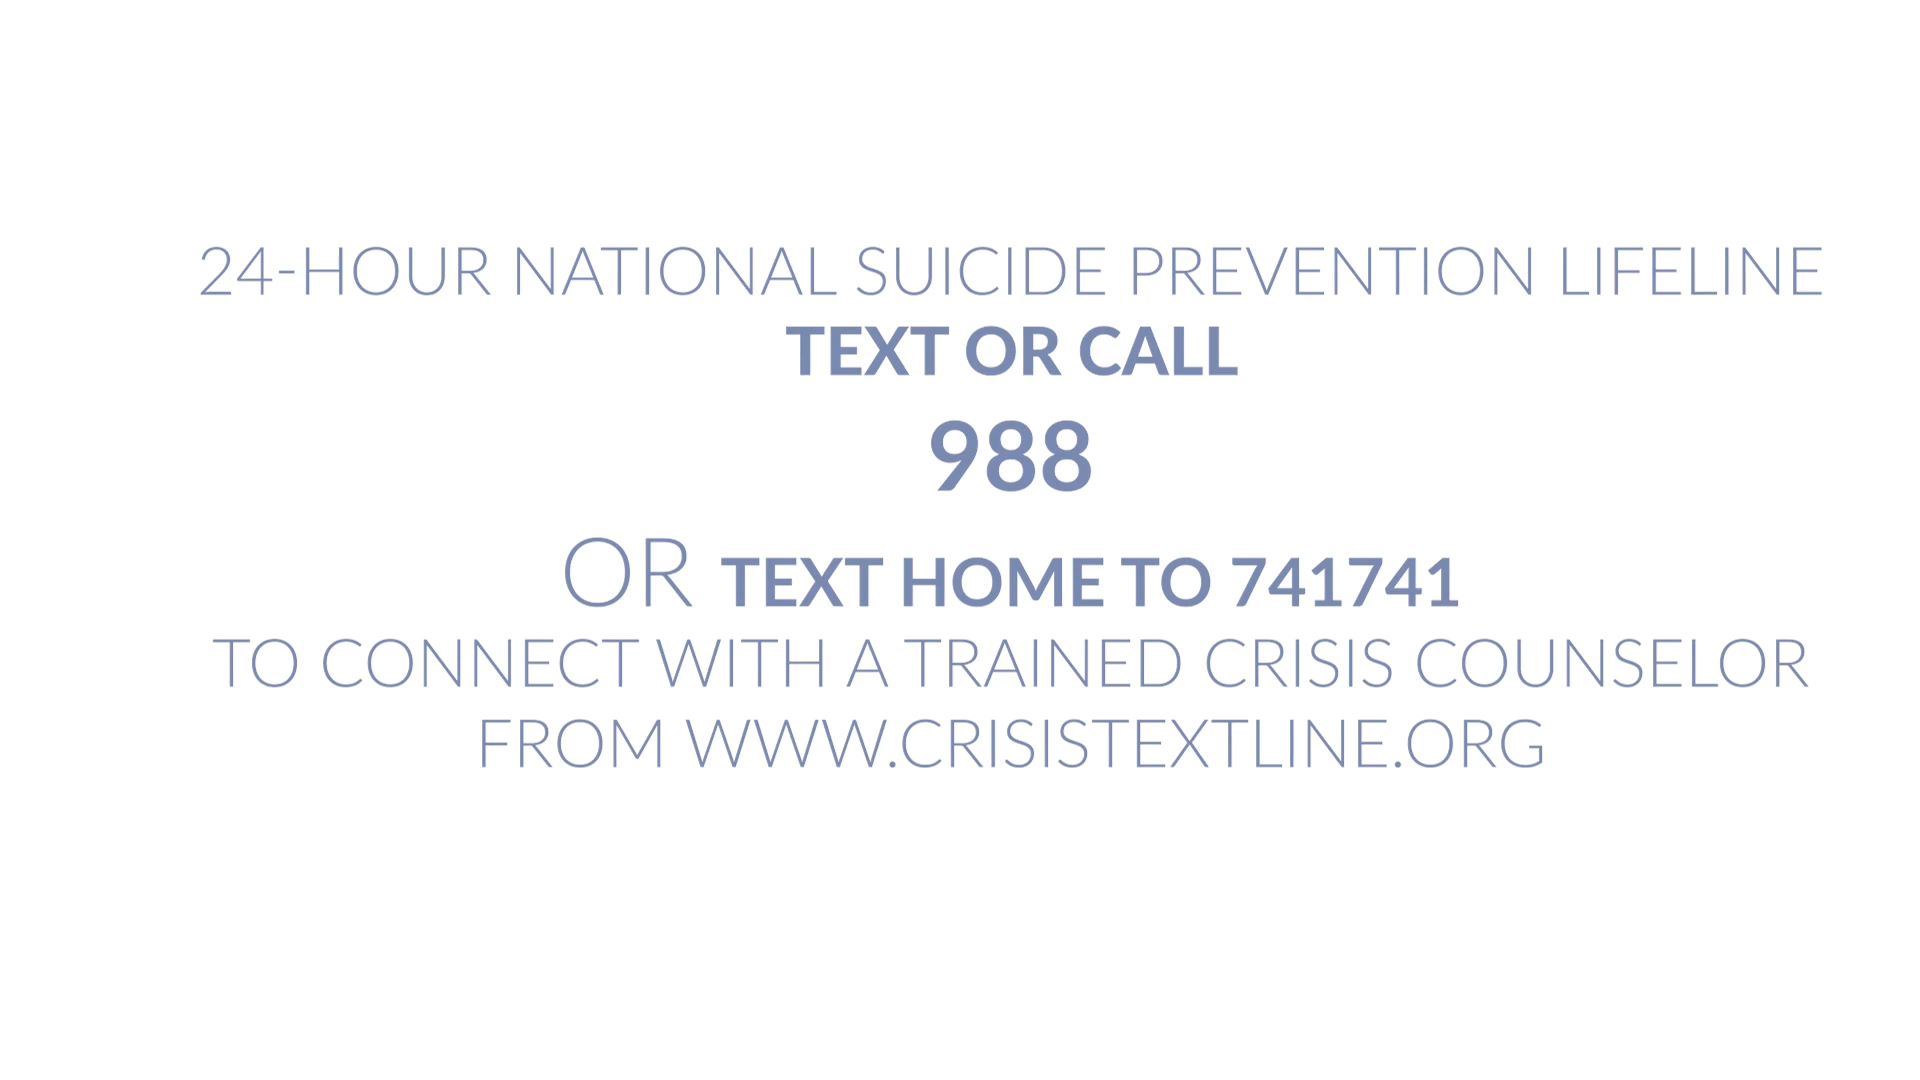 24-HOUR NATIONAL SUICIDE PREVENTION LIFELINE
TEXT OR CALL
988
OR TEXT HOME TO 741741
TO CONNECT WITH A TRAINED CRISIS COUNSELOR
FROM WWW.CRISISTEXTLINE.ORG